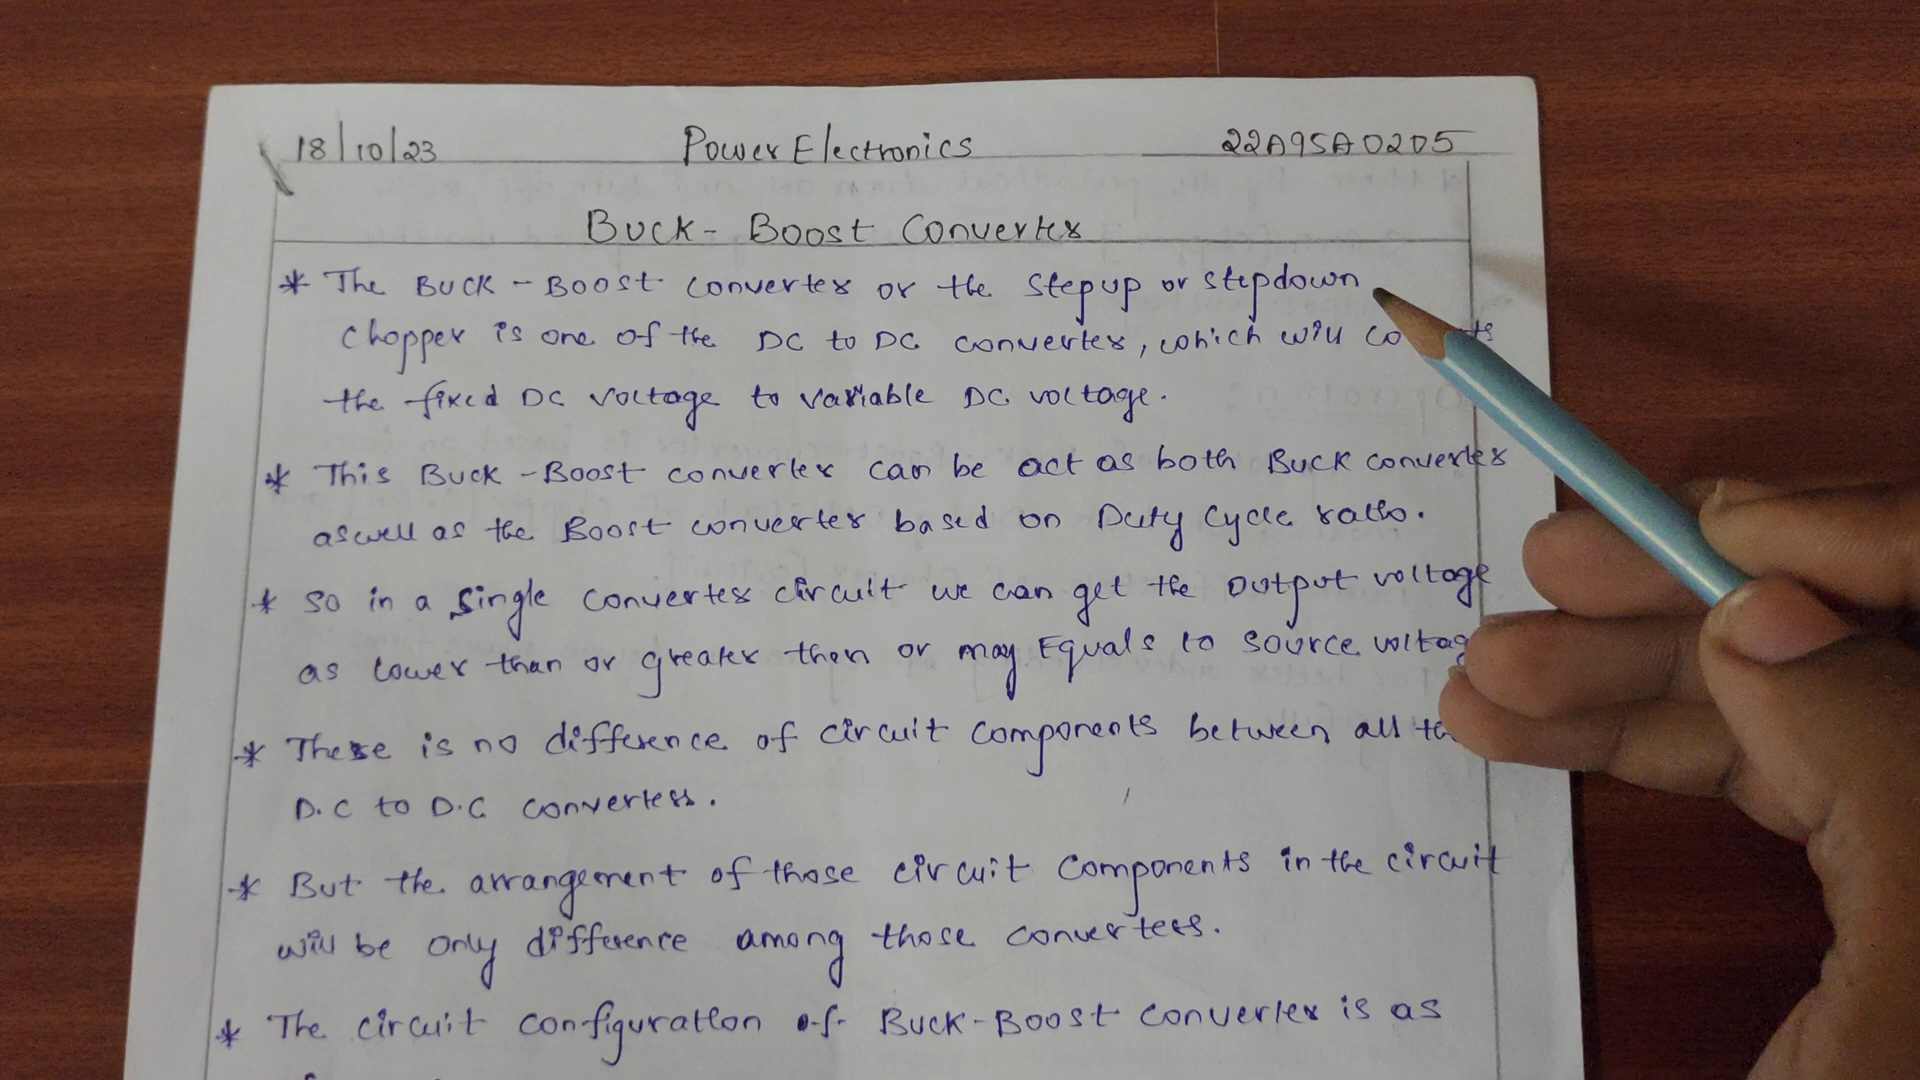 18/10/23 Power Electronics 22A95A0205
Buck - Boost Converter
* The Buck - Boost converter or the Step up or stepdown
chopper is one of the DC to DC converter, which will
the fixed DC voltage to variable DC voltage.
* This Buck - Boost converter can be act as both Buck converter
aswell as the Boost converter based on Duty Cycle ratio.
* So in a single converter circuit we can get the output voltage
as lower than or greater then or may Equals to source voltag
* There is no difference of circuit components between all
D.C to D.C converters.
* But the arrangement of those circuit components in the circuit
will be only difference among those converters.
* The circuit configuration of Buck-Boost converter is as